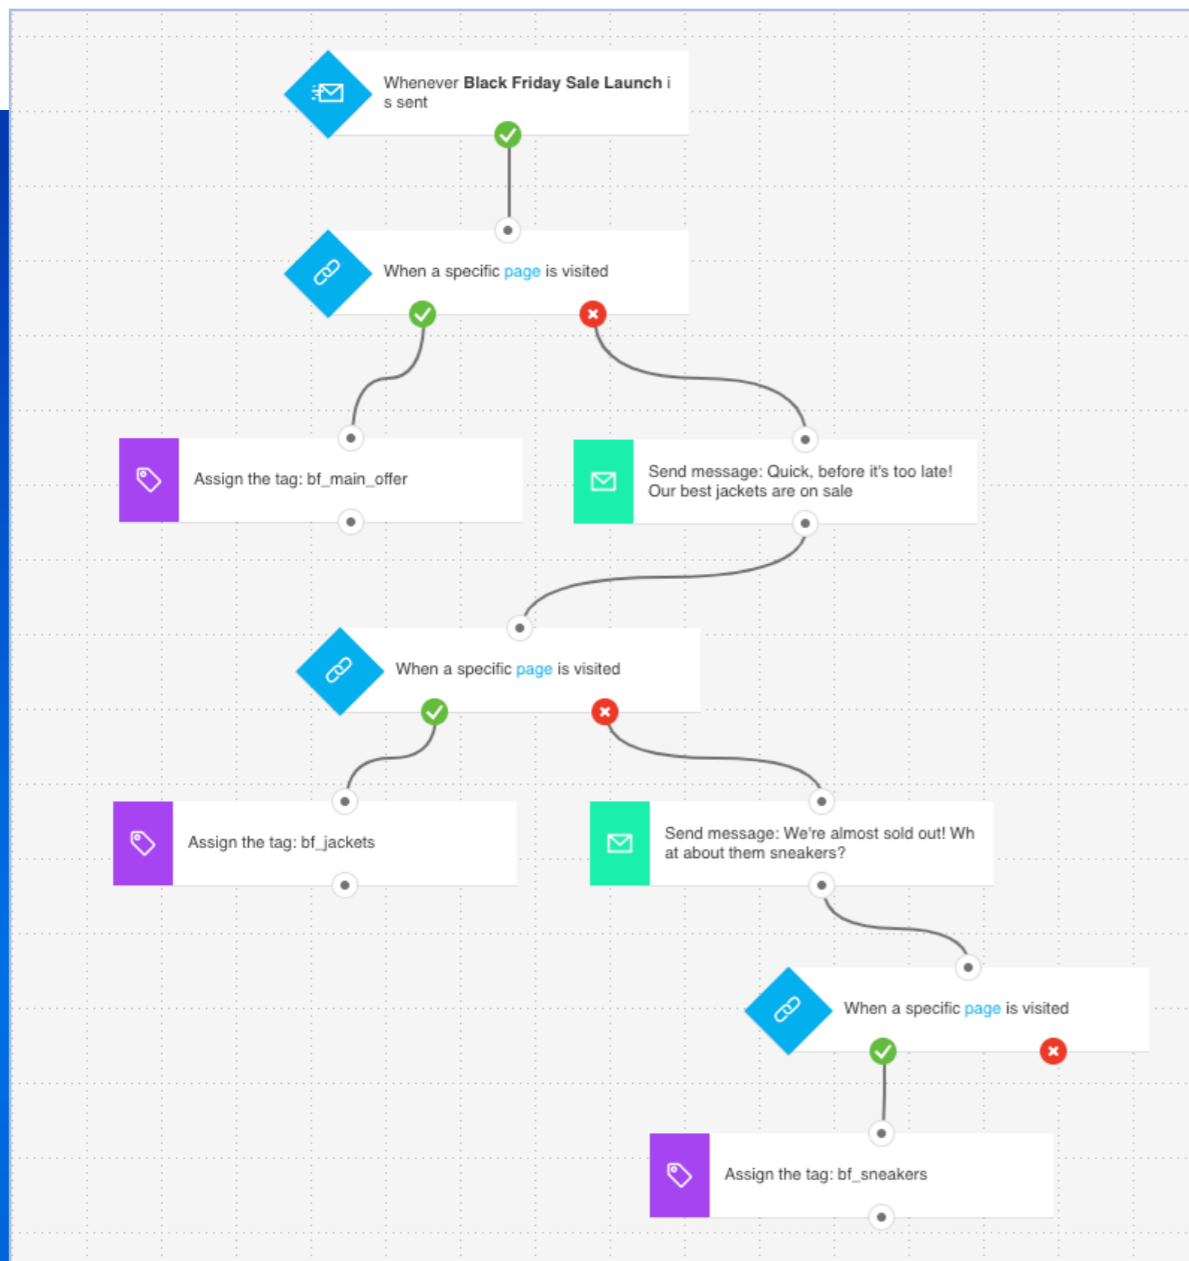 Whenever Black Friday Sale Launch i
s sent
When a specific page is visited
Assign the tag: bf_main_offer
Send message: Quick, before it's too late!
Our best jackets are on sale
When a specific page is visited
Assign the tag: bf_jackets
Send message: We're almost sold out! Wh
at about them sneakers?
When a specific page is visited
Assign the tag: bf_sneakers